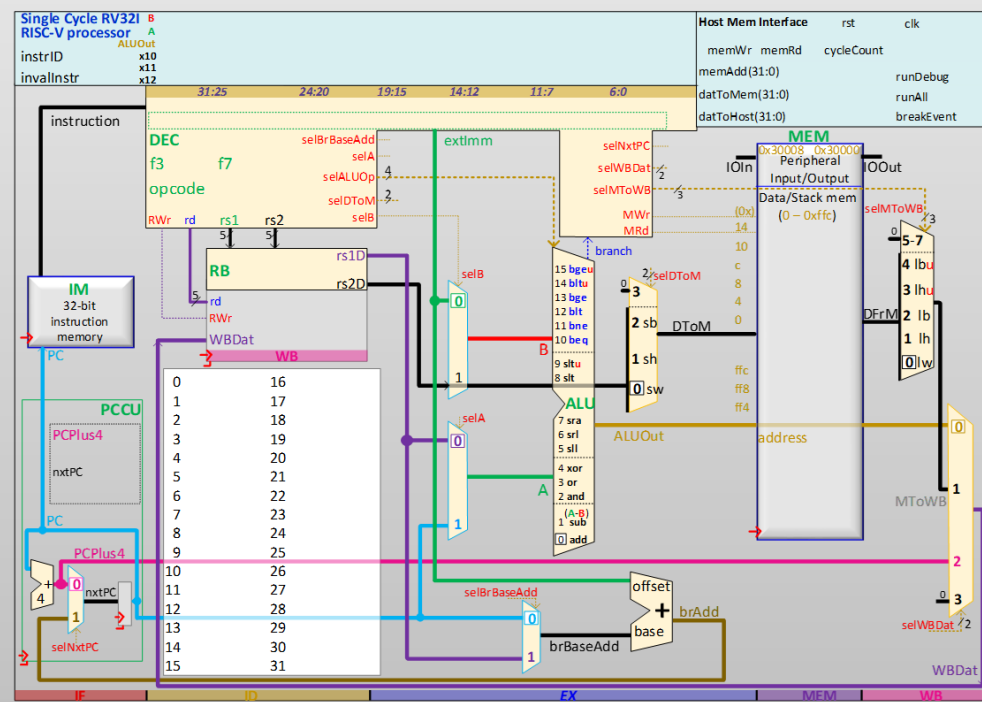 Single Cycle RV32I B
RISC-V processor A
ALUOut
instrID x10
x11
invalInstr x12
Host Mem Interface rst clk
memWr memRd cycleCount
memAdd(31:0)
runDebug
datToMem(31:0)
runAll
datToHost(31:0)
breakEvent
31:25 24:20 19:15 14:12 11:7 6:0
instruction
DEC
f3 f7
opcode
RWr rd rs1 rs2
5 5
selBrBaseAdd
selA
selALUOp 4
selDToM 2
selB
extImm
selNxtPC
selWBDat 2
selMToWB 3
MWr
MRd
branch
MEM
0x30008 0x30000
IOIn
Peripheral
Input/Output
IOOut
Data/Stack mem
(0 – 0xffc)
(0x)
14
10
c
8
4
0
ffc
ff8
ff4
address
selMToWB 3
0 5-7
4 lbu
3 lhu
2 lb
1 lh
0 lw
DFrM
RB
rs1D
rs2D
5 rd
RWr
WBDat
WB
IM
32-bit
instruction
memory
PC
selB
0
1
B
selA
0
1
A
15 bgeu
14 bltu
13 bge
12 blt
11 bne
10 beq
9 sltu
8 slt
ALU
7 sra
6 srl
5 sll
4 xor
3 or
2 and
(A-B)
1 sub
0 add
2 selDToM
0 3
2 sb
1 sh
0 sw
DToM
ALUOut
0
MToWB 1
2
0 3
selWBDat 2
WBDat
PCCU
PCPlus4
nxtPC
PC
PCPlus4
+
4
0
nxtPC
1
selNxtPC
0 16
1 17
2 18
3 19
4 20
5 21
6 22
7 23
8 24
9 25
10 26
11 27
12 28
13 29
14 30
15 31
selBrBaseAdd
0
1
brBaseAdd
offset
+
base
brAdd
IF ID EX MEM WB